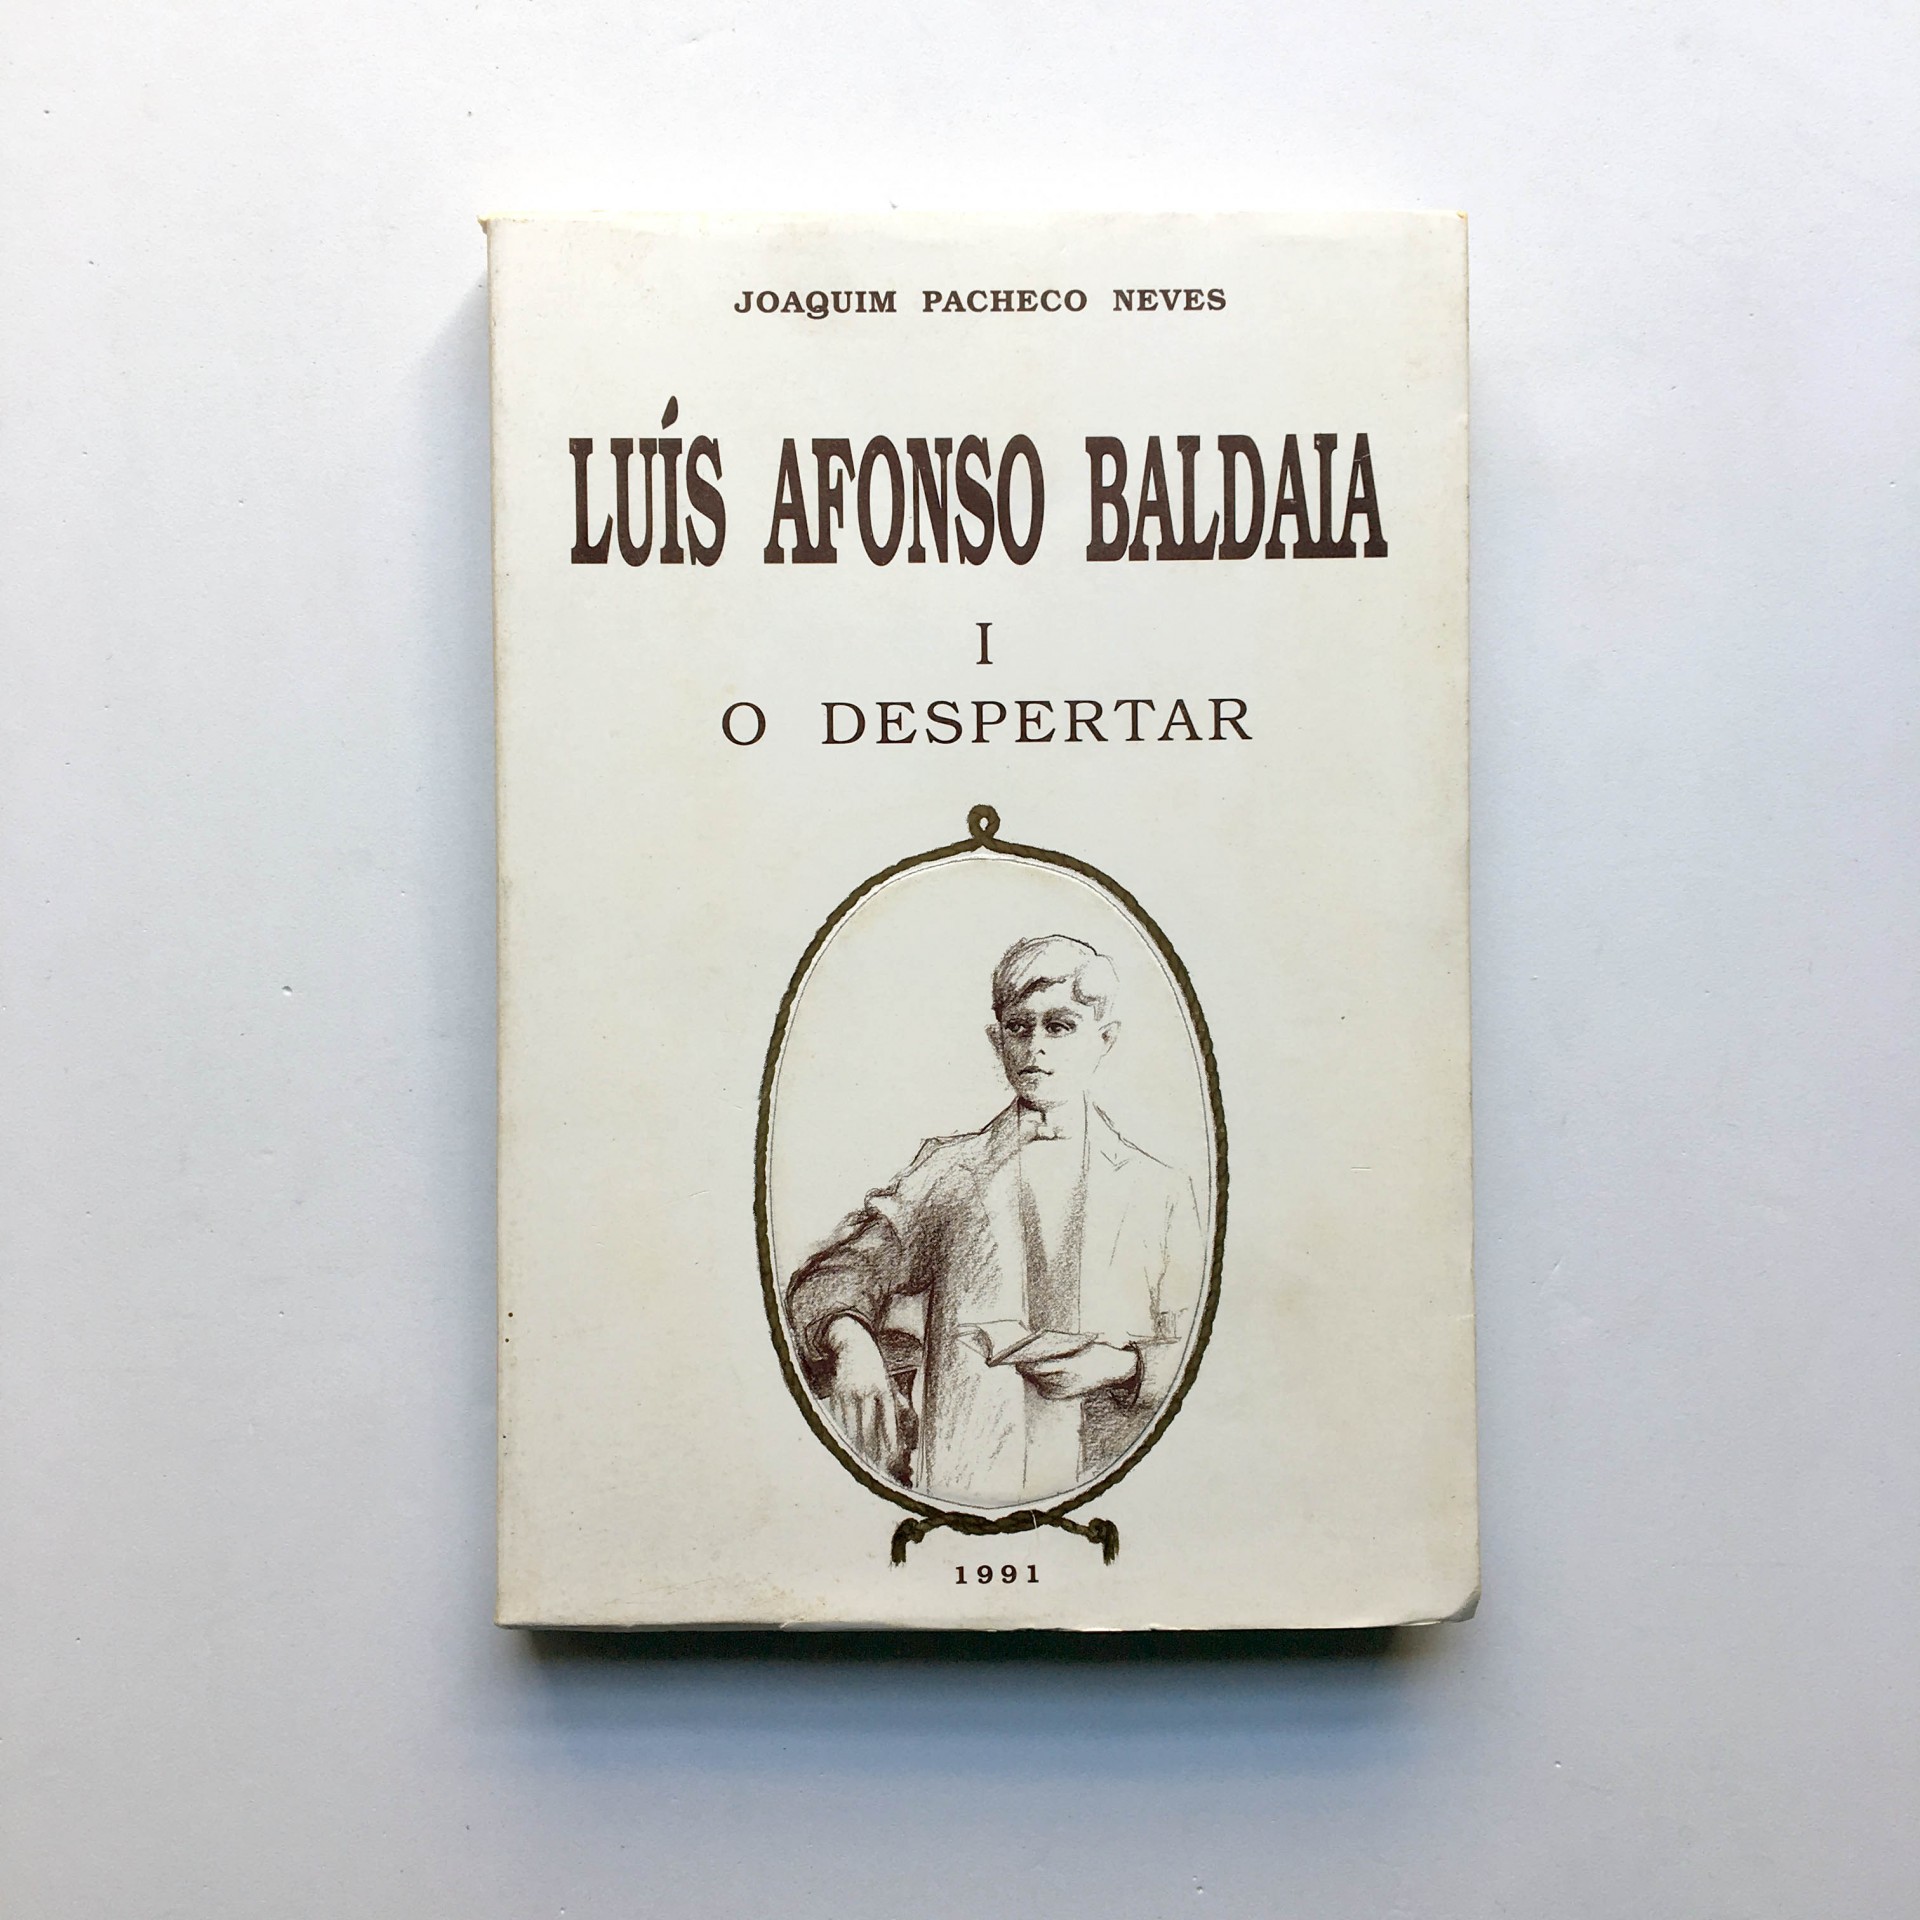 JOAQUIM PACHECO NEVES
LUÍS AFONSO BALDAIA
I
O DESPERTAR
1991